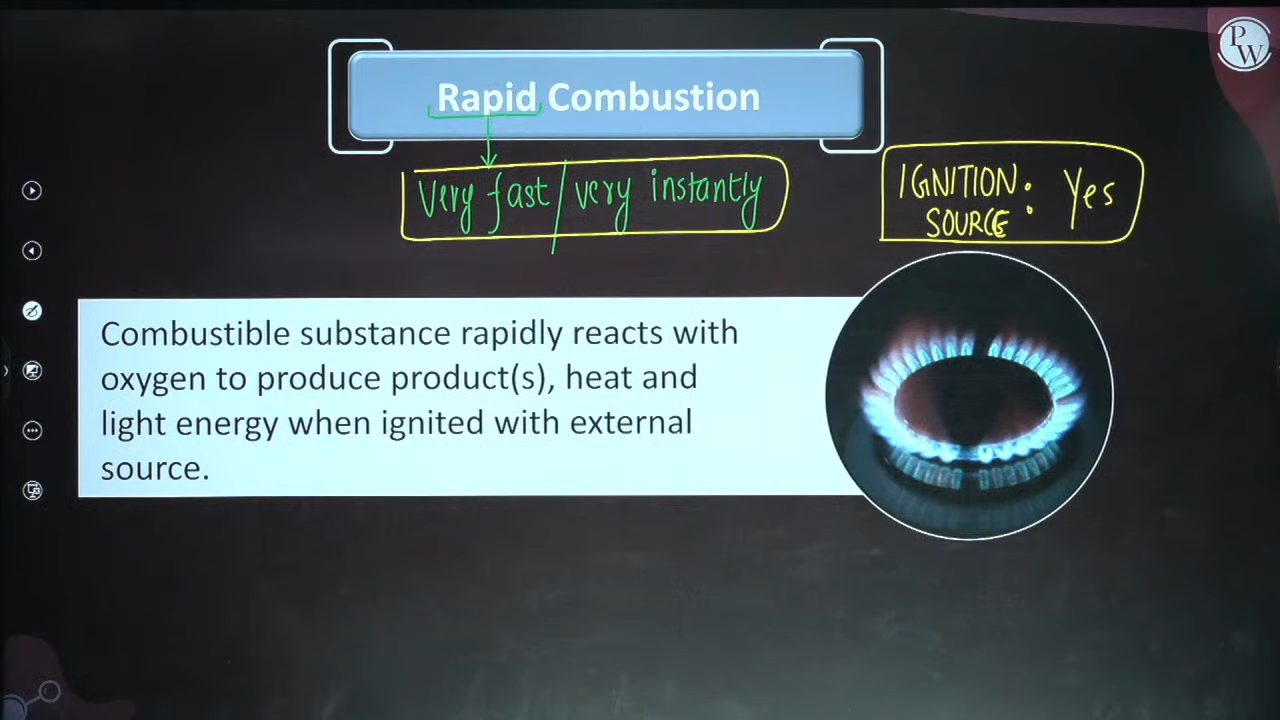 PW
Rapid Combustion
Very fast/very instantly
IGNITION: Yes
SOURCE:
Combustible substance rapidly reacts with
oxygen to produce product(s), heat and
light energy when ignited with external
source.